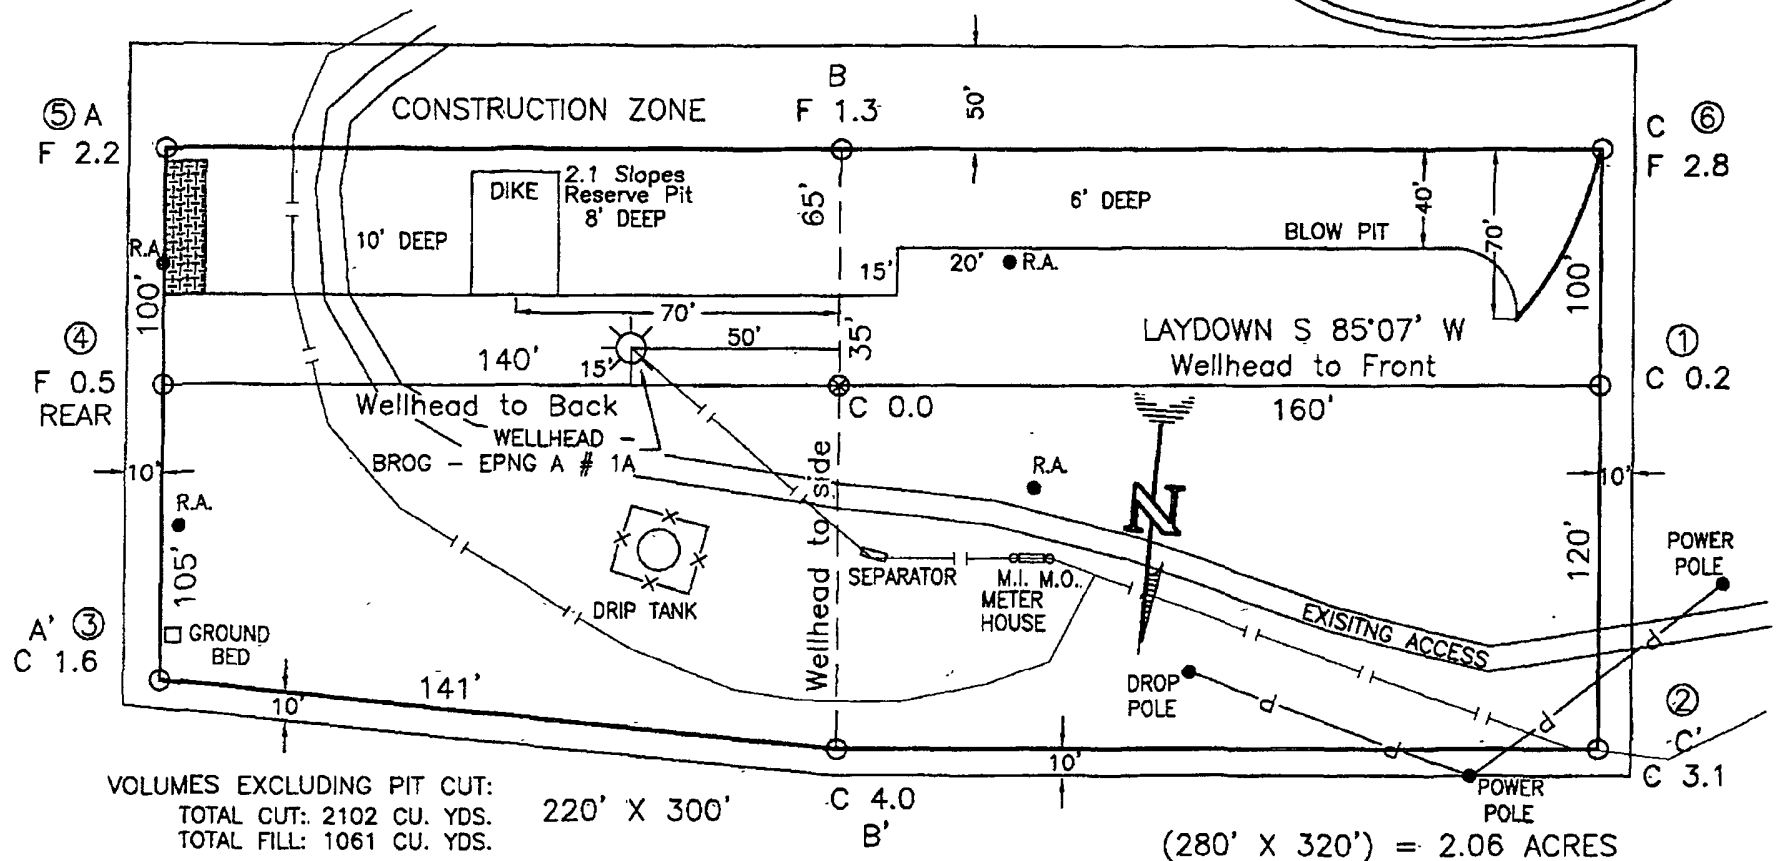 B
50'
⑤ A
CONSTRUCTION ZONE
F 1.3
C ⑥
F 2.2
F 2.8
2.1 Slopes
DIKE
Reserve Pit
8' DEEP
65'
6' DEEP
40'
BLOW PIT
70'
10' DEEP
R.A.
15'
20'
R.A.
100'
100'
70'
50'
35'
LAYDOWN S 85°07' W
Wellhead to Front
④
F 0.5
REAR
140'
15'
①
C 0.2
Wellhead to Back
C 0.0
160'
WELLHEAD -
BROG - EPNG A # 1A
10'
R.A.
10'
R.A.
N
Wellhead to side
105'
120'
POWER
POLE
SEPARATOR
M.I. M.O.
METER
HOUSE
DRIP TANK
EXISITNG ACCESS
A' ③
C 1.6
GROUND
BED
P
141'
10'
DROP
POLE
P
P
P
②
C'
C 3.1
10'
VOLUMES EXCLUDING PIT CUT:
TOTAL CUT: 2102 CU. YDS.
TOTAL FILL: 1061 CU. YDS.
220' X 300'
C 4.0
B'
POWER
POLE
(280' X 320') = 2.06 ACRES